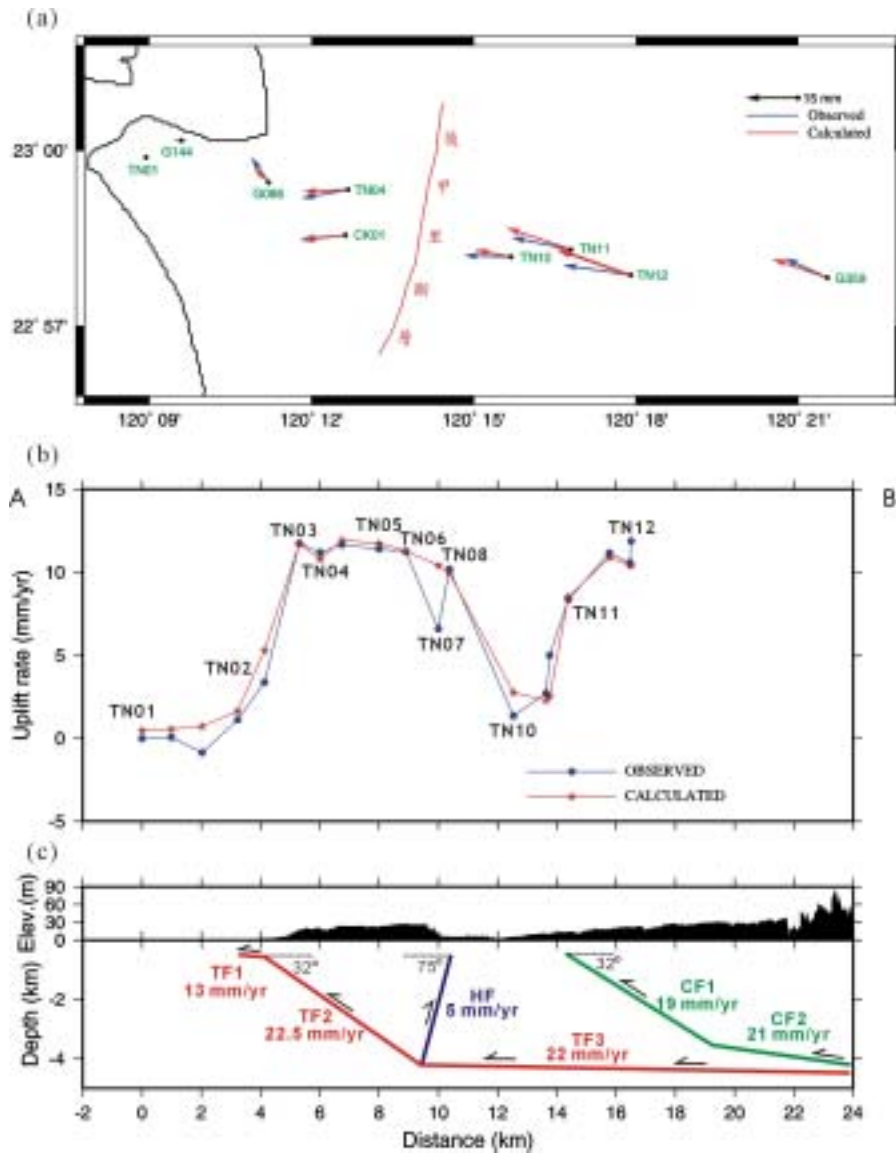 (a)
15 mm
Observed
Calculated
23° 00'
22° 57'
TN01
G144
TN04
CK01
TN10
TN11
TN12
120° 09'
120° 12'
120° 15'
120° 18'
120° 21'
(b)
A
B
Uplift rate (mm/yr)
15
10
5
0
-5
TN01
TN02
TN03
TN04
TN05
TN06
TN07
TN08
TN10
TN11
TN12
OBSERVED
CALCULATED
(c)
Elev.(m)
90
60
30
0
Depth (km)
-2
-4
TF1
13 mm/yr
32°
TF2
22.5 mm/yr
75°
HF
5 mm/yr
TF3
22 mm/yr
32°
CF1
19 mm/yr
CF2
21 mm/yr
-2 0 2 4 6 8 10 12 14 16 18 20 22 24
Distance (km)